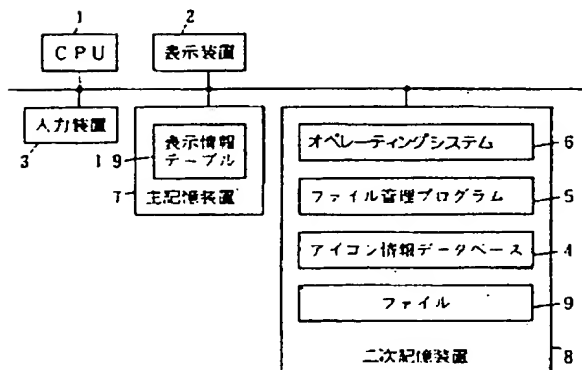 1
2
CPU
表示装置
入力装置
3
19
表示情報
テーブル
7
主記憶装置
オペレーティングシステム
6
ファイル管理プログラム
5
アイコン情報データベース
4
ファイル
9
二次記憶装置
8